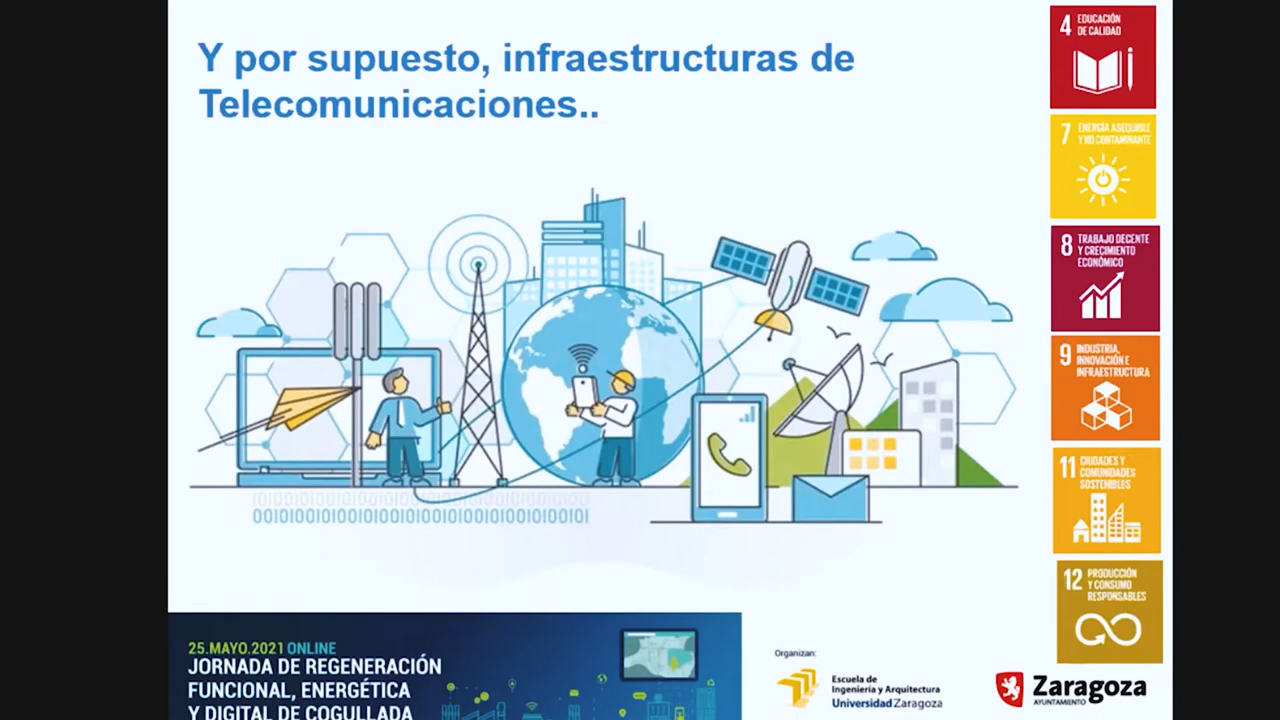 Y por supuesto, infraestructuras de
Telecomunicaciones..
4 EDUCACIÓN
DE CALIDAD
7 ENERGÍA ASEQUIBLE
Y NO CONTAMINANTE
8 TRABAJO DECENTE
Y CRECIMIENTO
ECONÓMICO
9 INDUSTRIA,
INNOVACIÓN E
INFRAESTRUCTURA
11 CIUDADES Y
COMUNIDADES
SOSTENIBLES
12 PRODUCCIÓN
Y CONSUMO
RESPONSABLES
25.MAYO.2021 ONLINE
JORNADA DE REGENERACIÓN
FUNCIONAL, ENERGÉTICA
Y DIGITAL DE COGULLADA
Organizan:
Escuela de
Ingeniería y Arquitectura
Universidad Zaragoza
Zaragoza
AYUNTAMIENTO